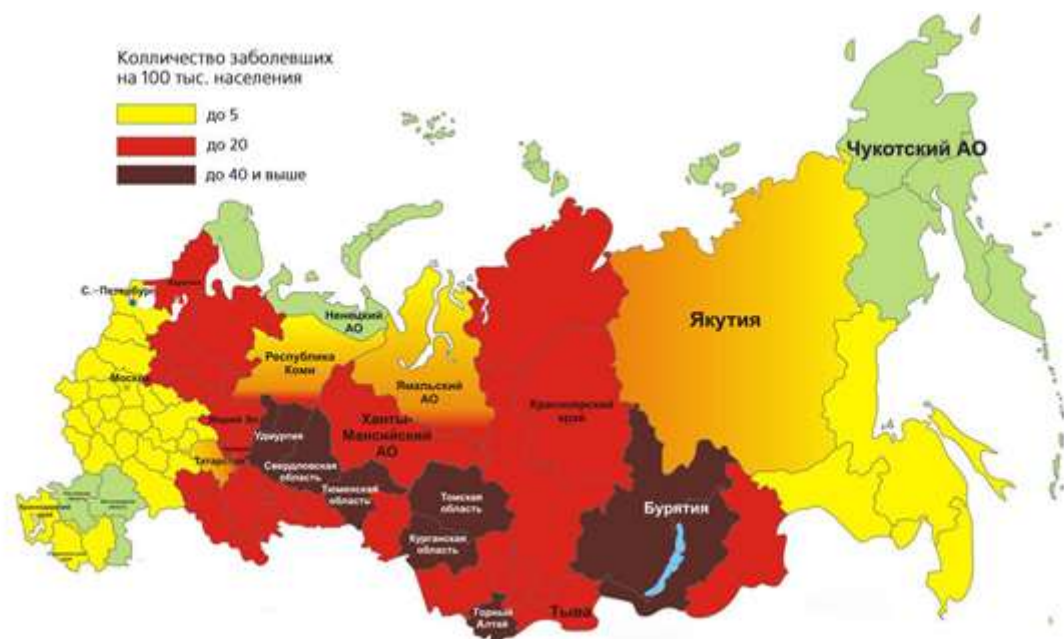 Колличество заболевших
на 100 тыс. населения
до 5
до 20
до 40 и выше
Чукотский АО
С.-Петербург
Ненецкий
АО
Якутия
Республика
Коми
Ямальский
АО
Москва
Красноярский
край
Ханты-
Мансийский
АО
Удмуртия
Татарстан
Свердловская
область
Тюменская
область
Томская
область
Курганская
область
Бурятия
Горный
Алтай
Тыва